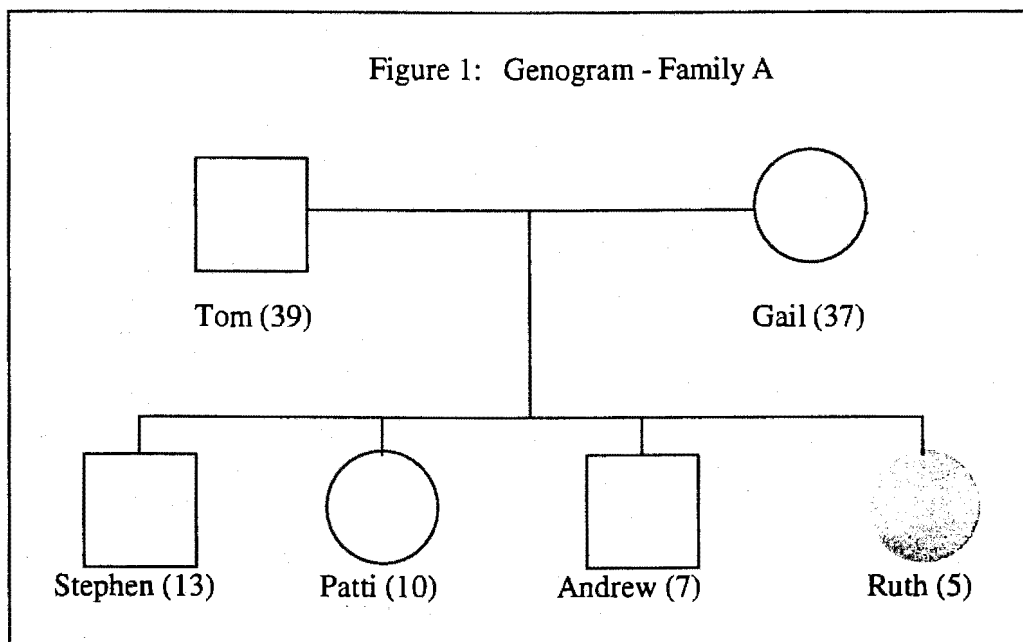 Figure 1: Genogram - Family A
Tom (39)
Gail (37)
Stephen (13)
Patti (10)
Andrew (7)
Ruth (5)